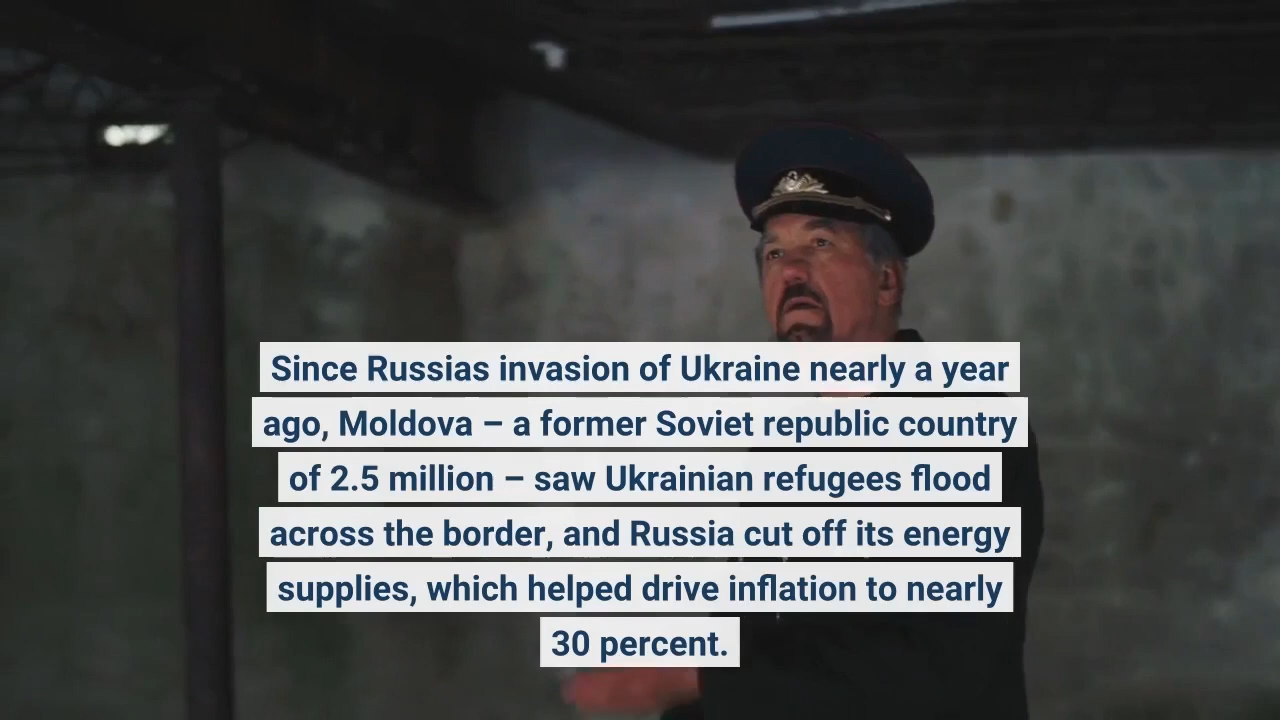 Since Russias invasion of Ukraine nearly a year
ago, Moldova – a former Soviet republic country
of 2.5 million – saw Ukrainian refugees flood
across the border, and Russia cut off its energy
supplies, which helped drive inflation to nearly
30 percent.